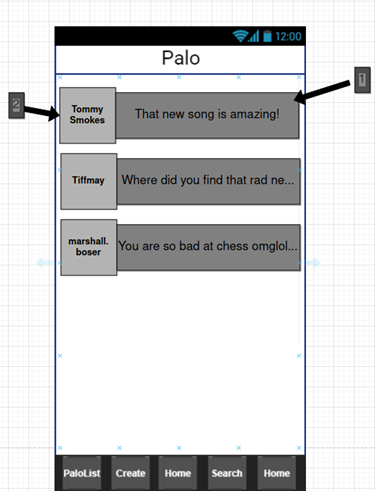 12:00
Palo
1
2
Tommy
Smokes
That new song is amazing!
Tiffmay
Where did you find that rad ne...
marshall.
boser
You are so bad at chess omglol...
PaloList Create Home Search Home